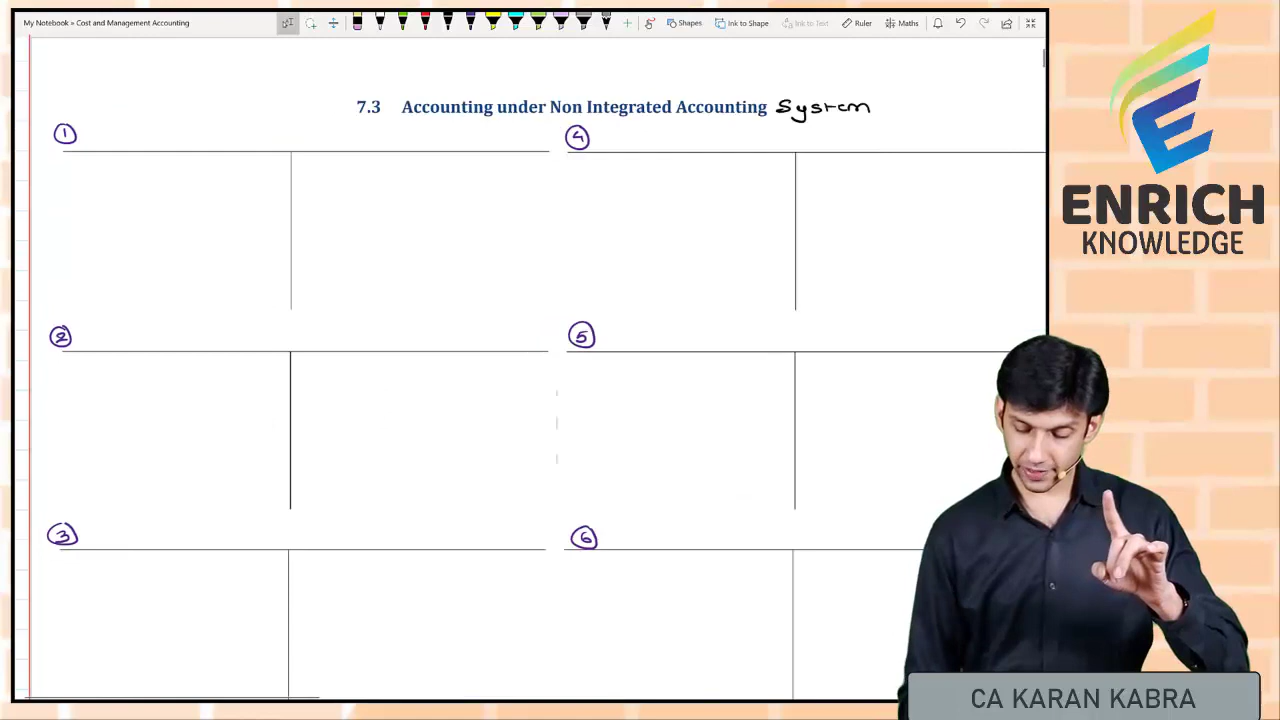 My Notebook » Cost and Management Accounting
Shapes
Ink to Shape
Ink to Text
Ruler
Maths
7.3 Accounting under Non Integrated Accounting System
1
4
2
5
3
6
ENRICH
KNOWLEDGE
CA KARAN KABRA